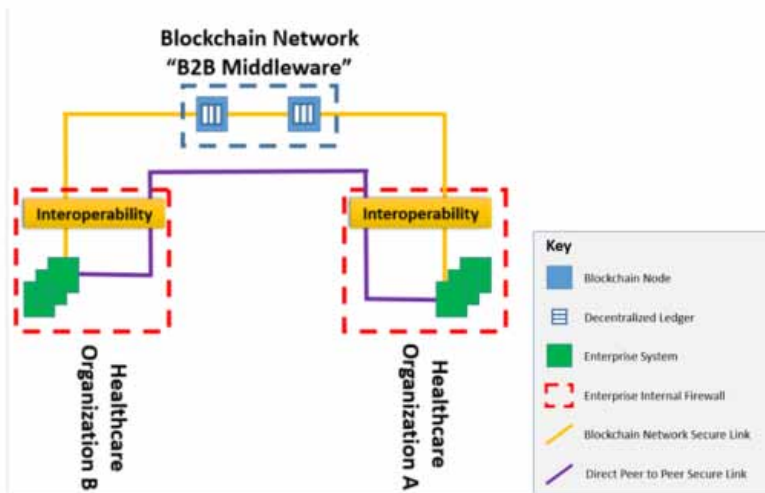 Blockchain Network
“B2B Middleware”
Interoperability
Interoperability
Healthcare
Organization B
Healthcare
Organization A
Key
Blockchain Node
Decentralized Ledger
Enterprise System
Enterprise Internal Firewall
Blockchain Network Secure Link
Direct Peer to Peer Secure Link